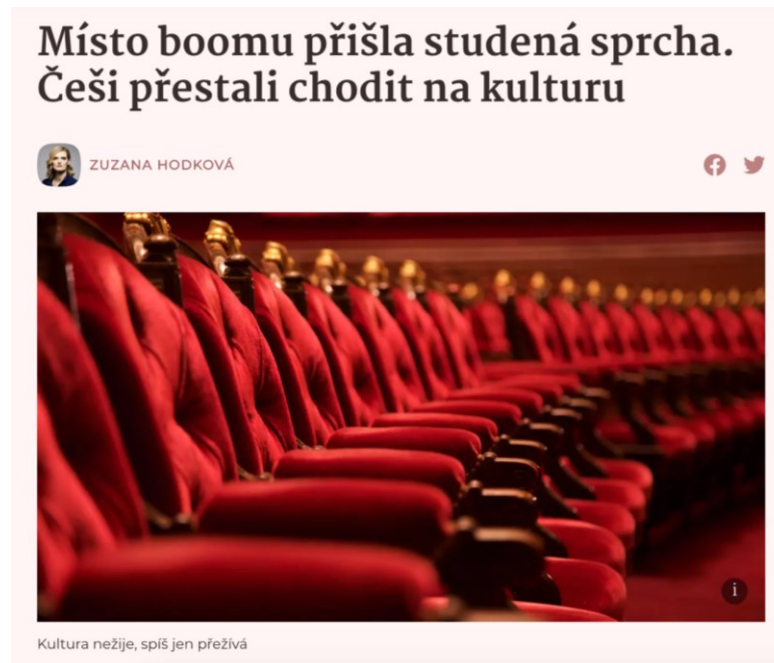 Místo boomu přišla studená sprcha.
Češi přestali chodit na kulturu
ZUZANA HODKOVÁ
i
Kultura nežije, spíš jen přežívá